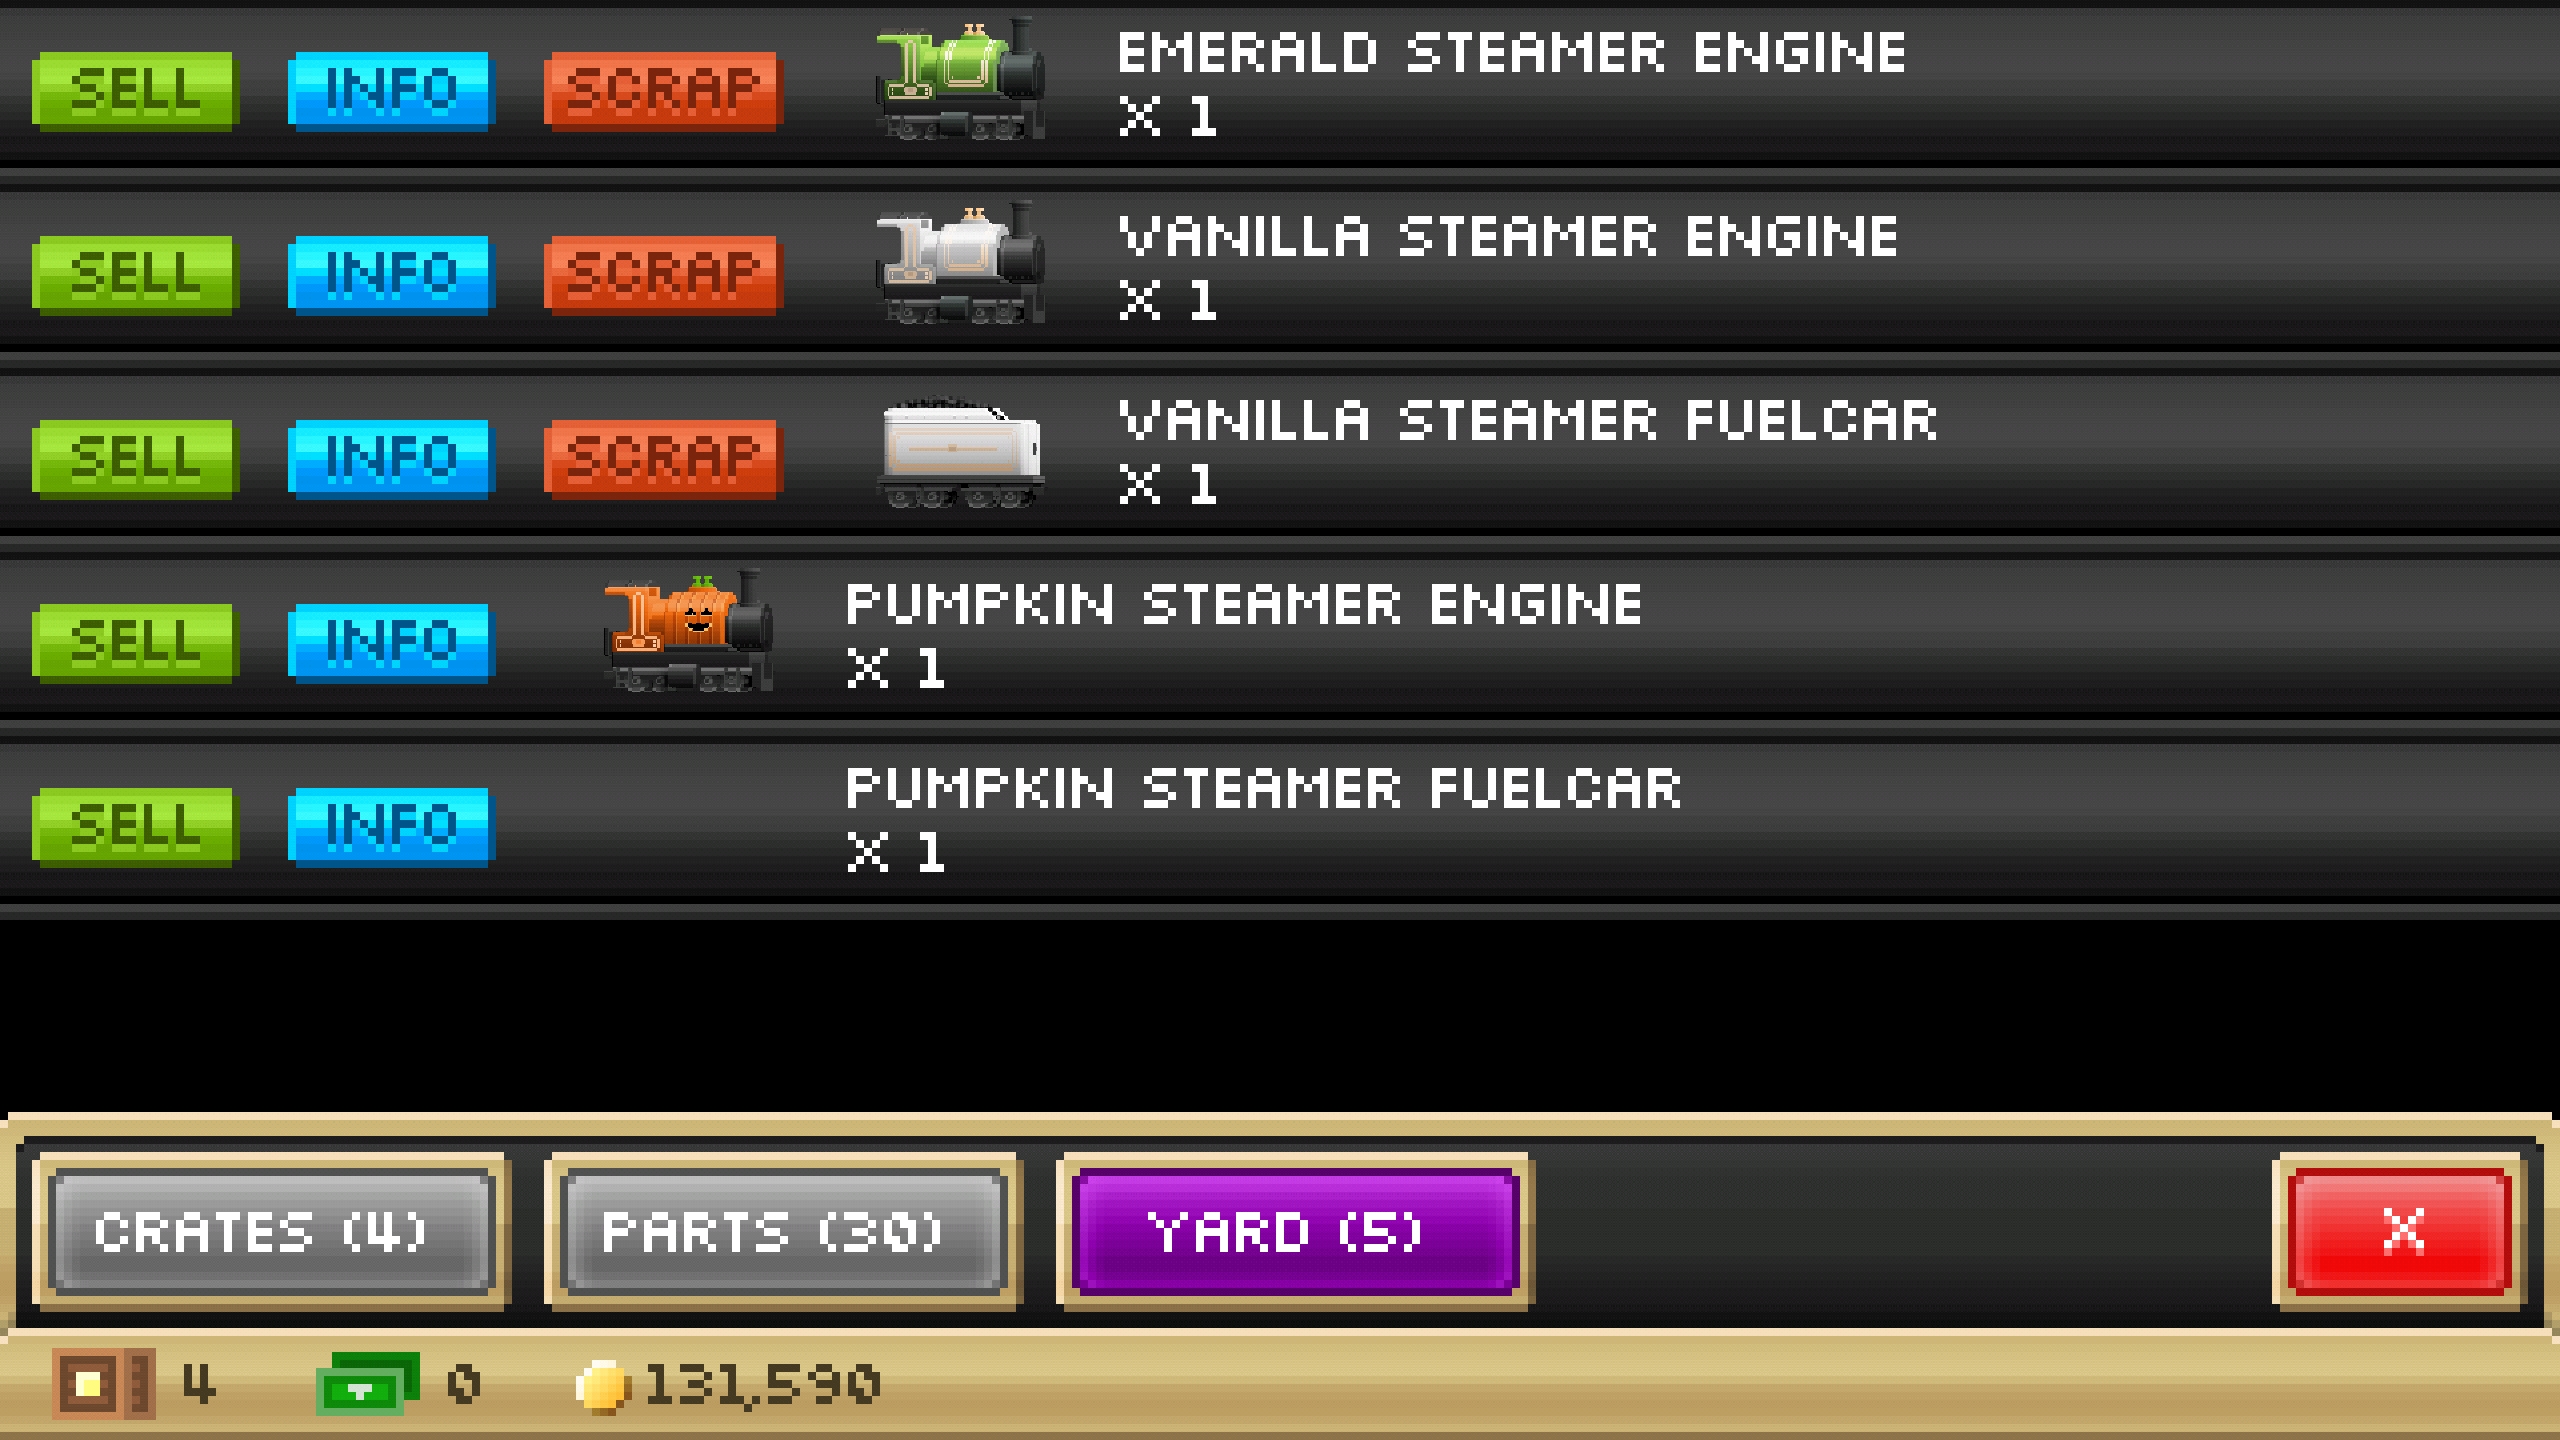 SELL INFO SCRAP EMERALD STEAMER ENGINE
X 1
SELL INFO SCRAP VANILLA STEAMER ENGINE
X 1
SELL INFO SCRAP VANILLA STEAMER FUELCAR
X 1
SELL INFO PUMPKIN STEAMER ENGINE
X 1
SELL INFO PUMPKIN STEAMER FUELCAR
X 1
CRATES (4) PARTS (30) YARD (5) X
4 0 131,590